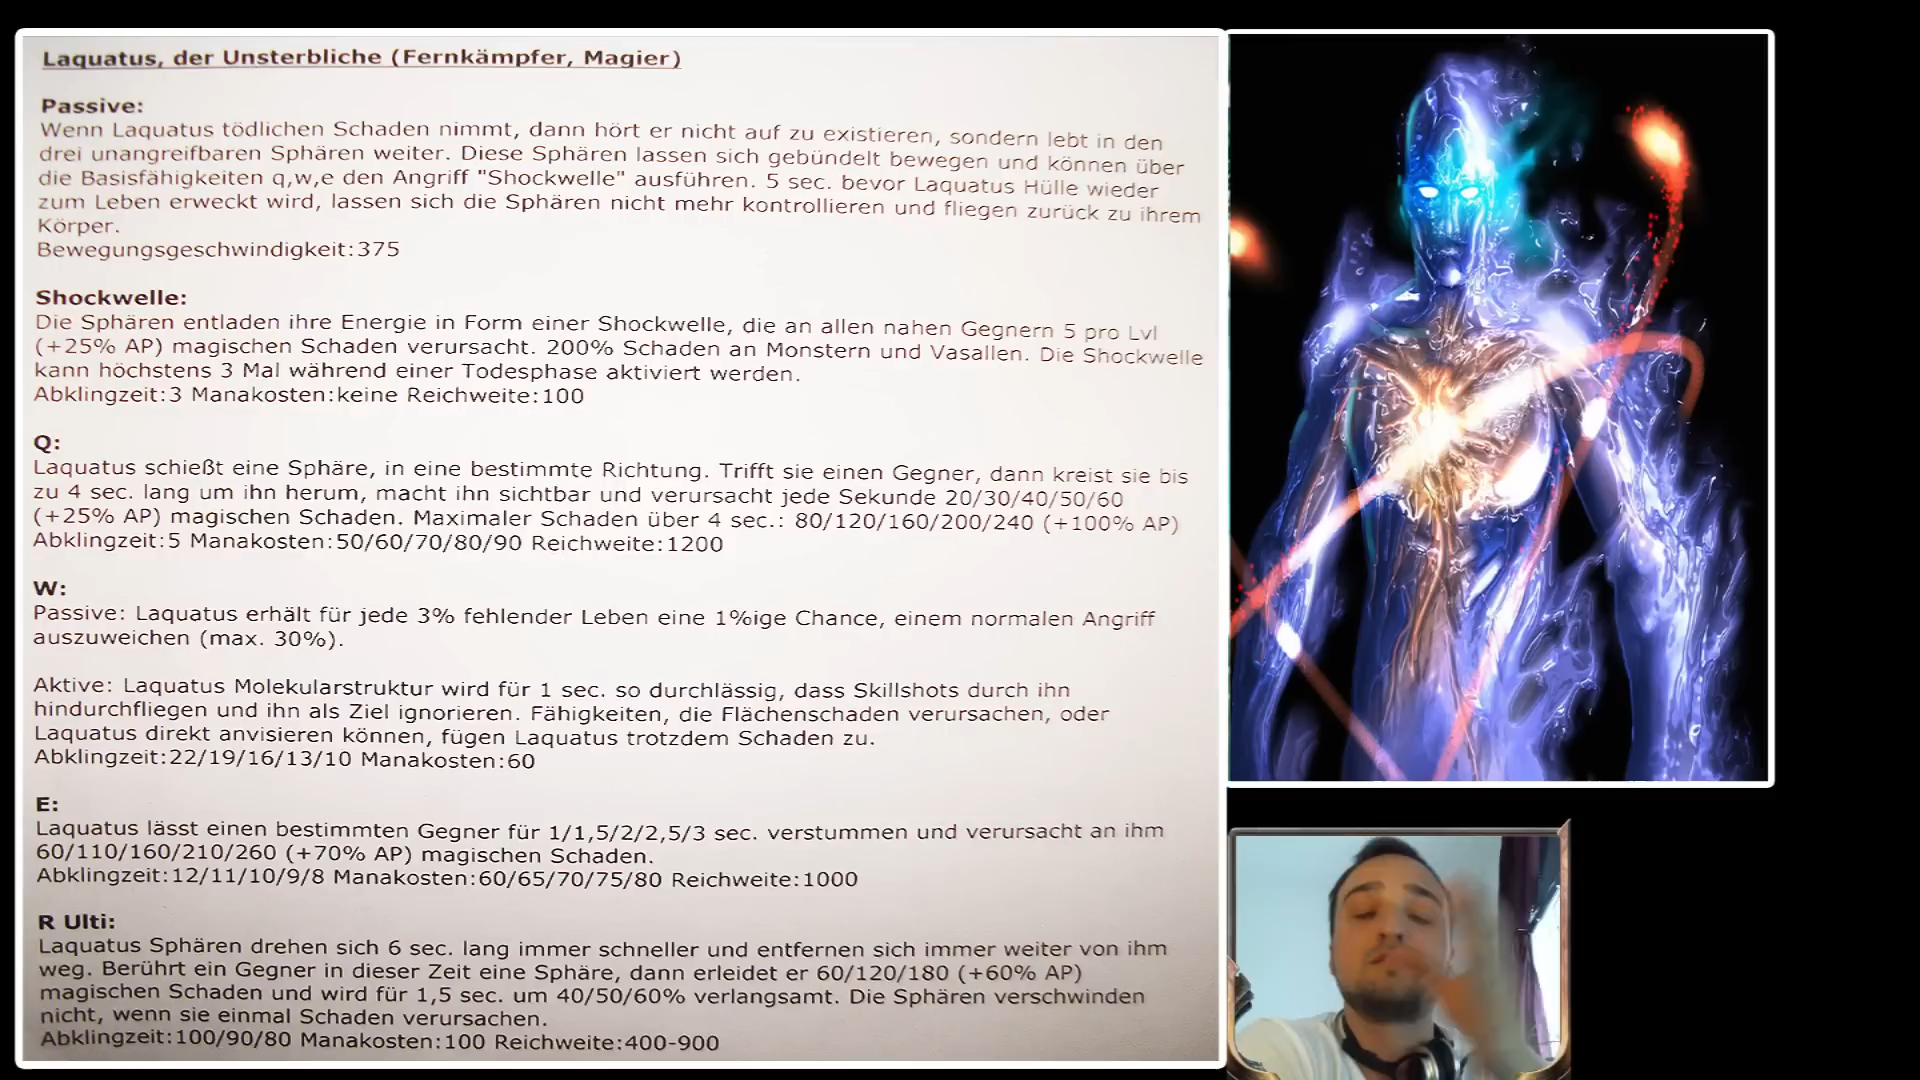 Laquatus, der Unsterbliche (Fernkämpfer, Magier)
Passive:
Wenn Laquatus tödlichen Schaden nimmt, dann hört er nicht auf zu existieren, sondern lebt in den
drei unangreifbaren Sphären weiter. Diese Sphären lassen sich gebündelt bewegen und können über
die Basisfähigkeiten q,w,e den Angriff "Shockwelle" ausführen. 5 sec. bevor Laquatus Hülle wieder
zum Leben erweckt wird, lassen sich die Sphären nicht mehr kontrollieren und fliegen zurück zu ihrem
Körper.
Bewegungsgeschwindigkeit:375
Shockwelle:
Die Sphären entladen ihre Energie in Form einer Shockwelle, die an allen nahen Gegnern 5 pro Lvl
(+25% AP) magischen Schaden verursacht. 200% Schaden an Monstern und Vasallen. Die Shockwelle
kann höchstens 3 Mal während einer Todesphase aktiviert werden.
Abklingzeit:3 Manakosten:keine Reichweite:100
Q:
Laquatus schießt eine Sphäre, in eine bestimmte Richtung. Trifft sie einen Gegner, dann kreist sie bis
zu 4 sec. lang um ihn herum, macht ihn sichtbar und verursacht jede Sekunde 20/30/40/50/60
(+25% AP) magischen Schaden. Maximaler Schaden über 4 sec.: 80/120/160/200/240 (+100% AP)
Abklingzeit:5 Manakosten:50/60/70/80/90 Reichweite:1200
W:
Passive: Laquatus erhält für jede 3% fehlender Leben eine 1%ige Chance, einem normalen Angriff
auszuweichen (max. 30%).
Aktive: Laquatus Molekularstruktur wird für 1 sec. so durchlässig, dass Skillshots durch ihn
hindurchfliegen und ihn als Ziel ignorieren. Fähigkeiten, die Flächenschaden verursachen, oder
Laquatus direkt anvisieren können, fügen Laquatus trotzdem Schaden zu.
Abklingzeit:22/19/16/13/10 Manakosten:60
E:
Laquatus lässt einen bestimmten Gegner für 1/1,5/2/2,5/3 sec. verstummen und verursacht an ihm
60/110/160/210/260 (+70% AP) magischen Schaden.
Abklingzeit:12/11/10/9/8 Manakosten:60/65/70/75/80 Reichweite:1000
R Ulti:
Laquatus Sphären drehen sich 6 sec. lang immer schneller und entfernen sich immer weiter von ihm
weg. Berührt ein Gegner in dieser Zeit eine Sphäre, dann erleidet er 60/120/180 (+60% AP)
magischen Schaden und wird für 1,5 sec. um 40/50/60% verlangsamt. Die Sphären verschwinden
nicht, wenn sie einmal Schaden verursachen.
Abklingzeit:100/90/80 Manakosten:100 Reichweite:400-900